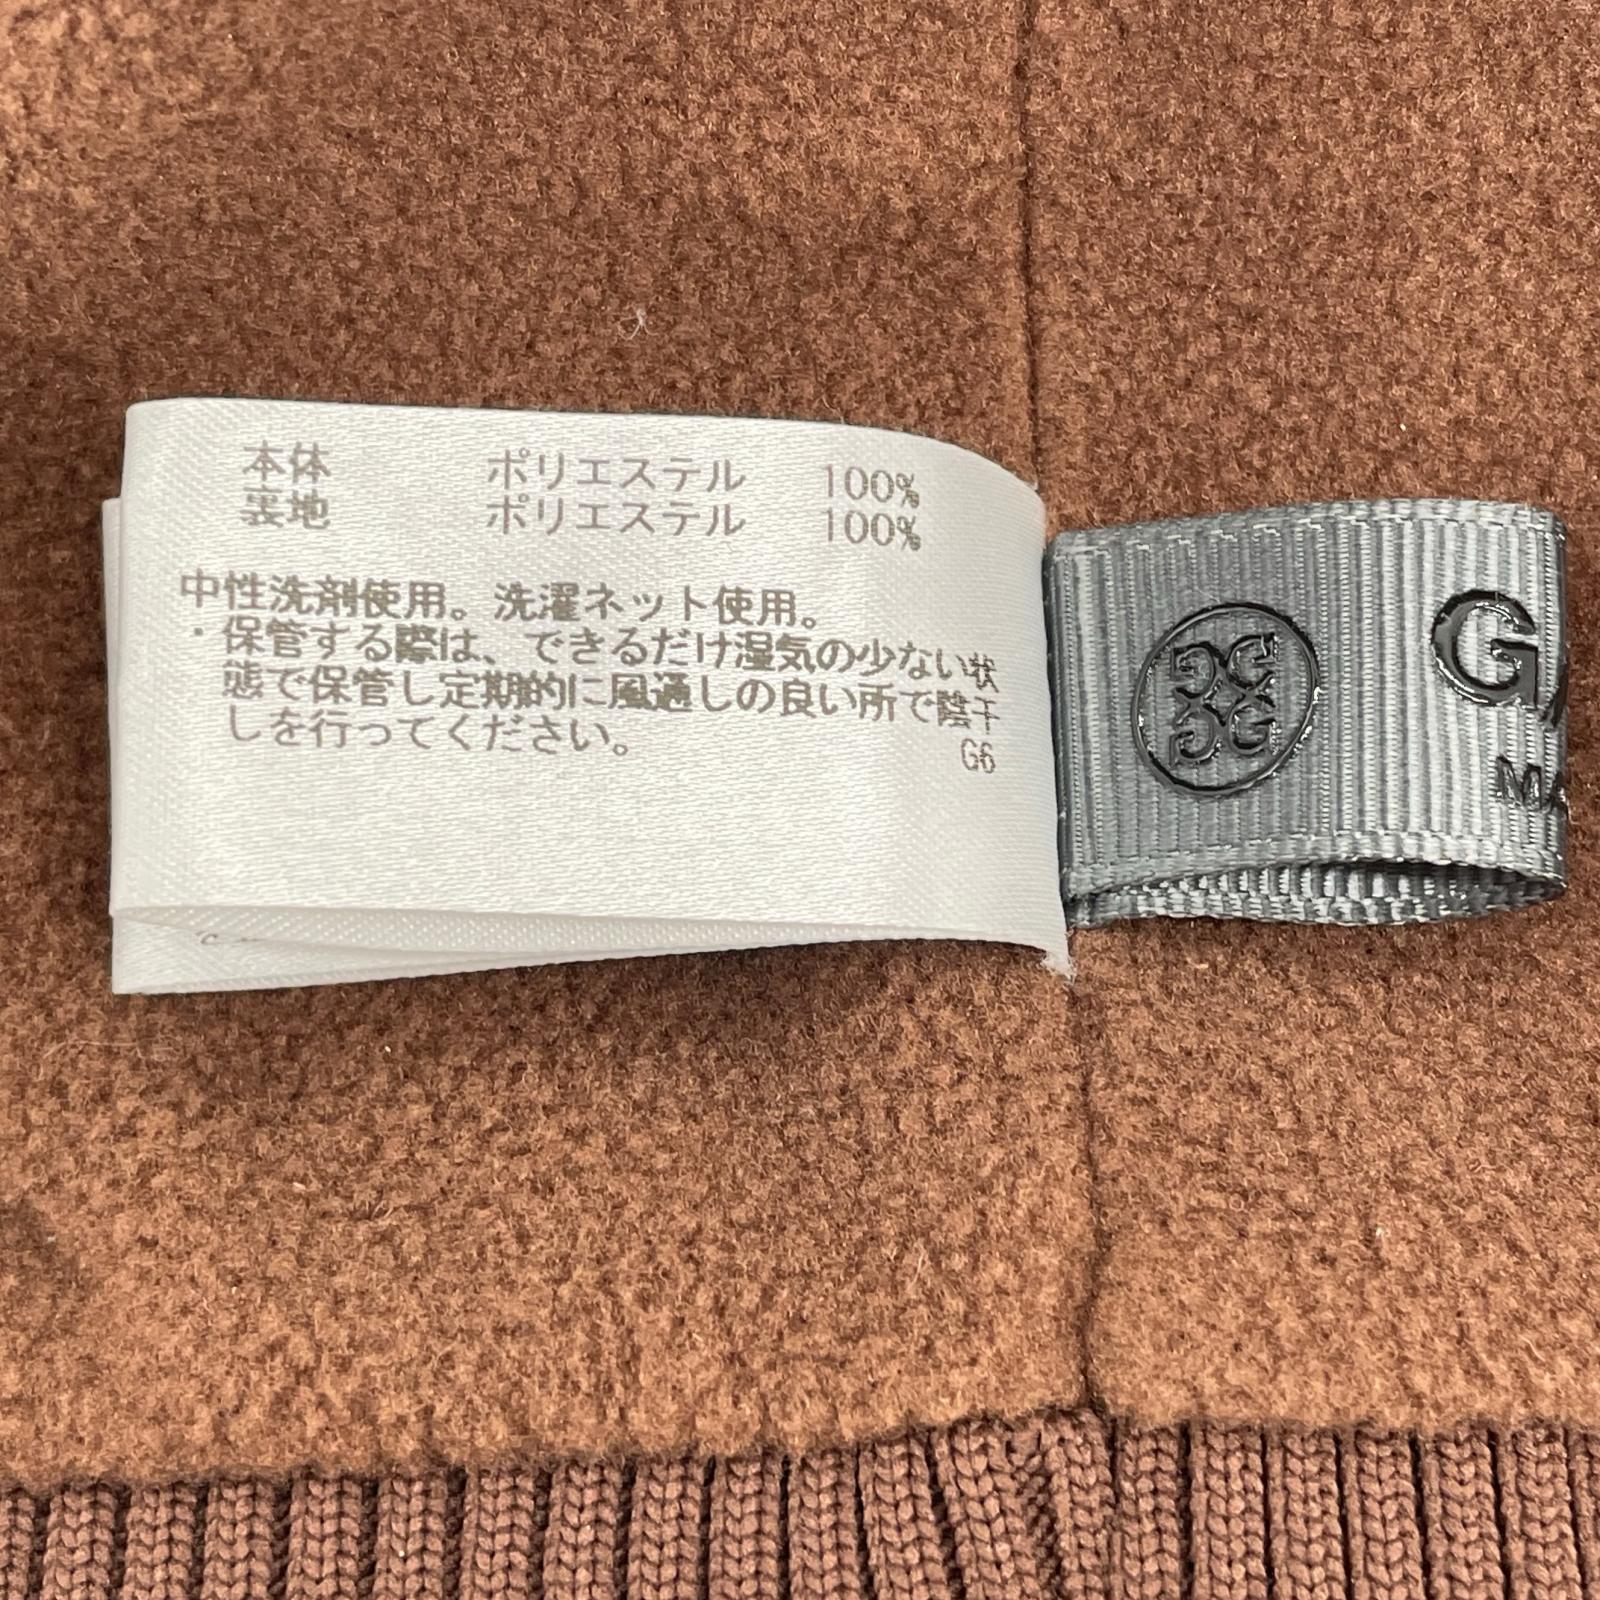 本体 ポリエステル 100%
裏地 ポリエステル 100%
中性洗剤使用。洗濯ネット使用。
・保管する際は、できるだけ湿気の少ない状
態で保管し定期的に風通しの良い所で陰干
しを行ってください。
G6
G
MA